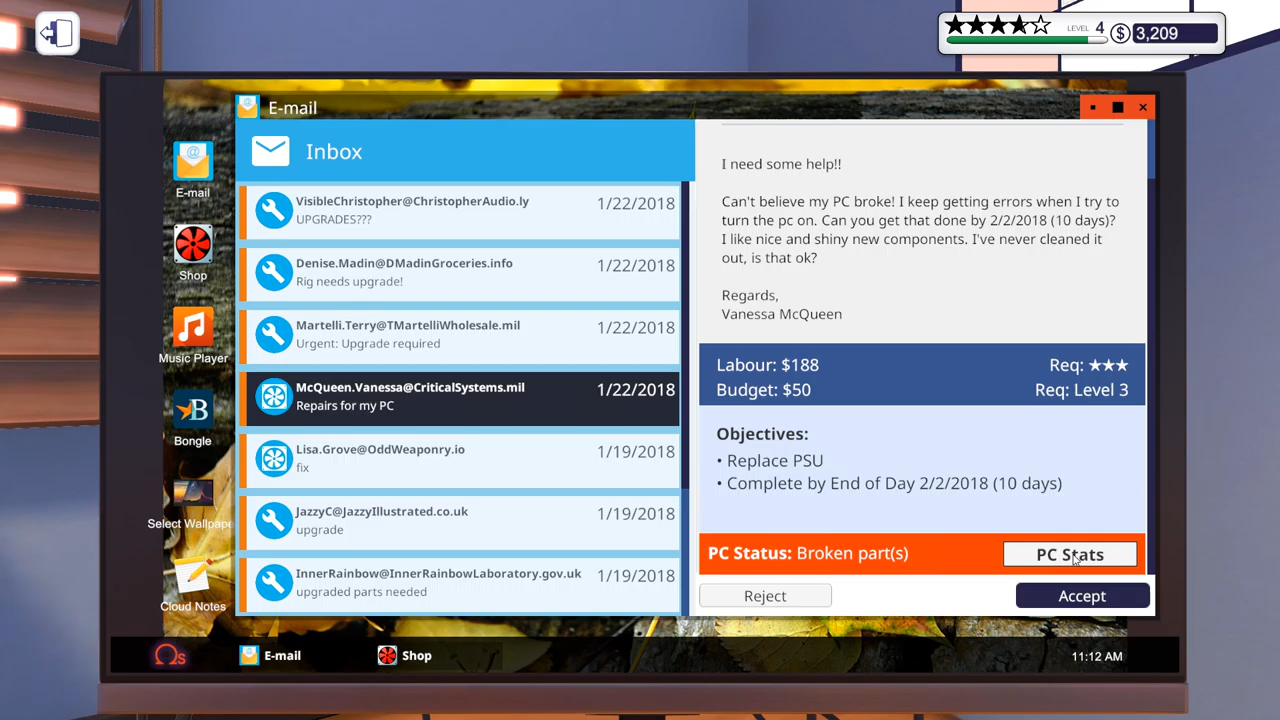 LEVEL 4
$ 3,209
E-mail
Inbox
VisibleChristopher@ChristopherAudio.ly
1/22/2018
UPGRADES???
Denise.Madin@DMadinGroceries.info
1/22/2018
Rig needs upgrade!
Martelli.Terry@TMartelliWholesale.mil
1/22/2018
Urgent: Upgrade required
McQueen.Vanessa@CriticalSystems.mil
1/22/2018
Repairs for my PC
Lisa.Grove@OddWeaponry.io
1/19/2018
fix
JazzyC@JazzyIllustrated.co.uk
1/19/2018
upgrade
InnerRainbow@InnerRainbowLaboratory.gov.uk
1/19/2018
upgraded parts needed
I need some help!!
Can't believe my PC broke! I keep getting errors when I try to
turn the pc on. Can you get that done by 2/2/2018 (10 days)?
I like nice and shiny new components. I've never cleaned it
out, is that ok?
Regards,
Vanessa McQueen
Labour: $188
Req: ★★★
Budget: $50
Req: Level 3
Objectives:
• Replace PSU
• Complete by End of Day 2/2/2018 (10 days)
PC Status: Broken part(s)
PC Stats
Reject
Accept
E-mail
Shop
Music Player
Bongle
Select Wallpape
Cloud Notes
Ωs
E-mail
Shop
11:12 AM